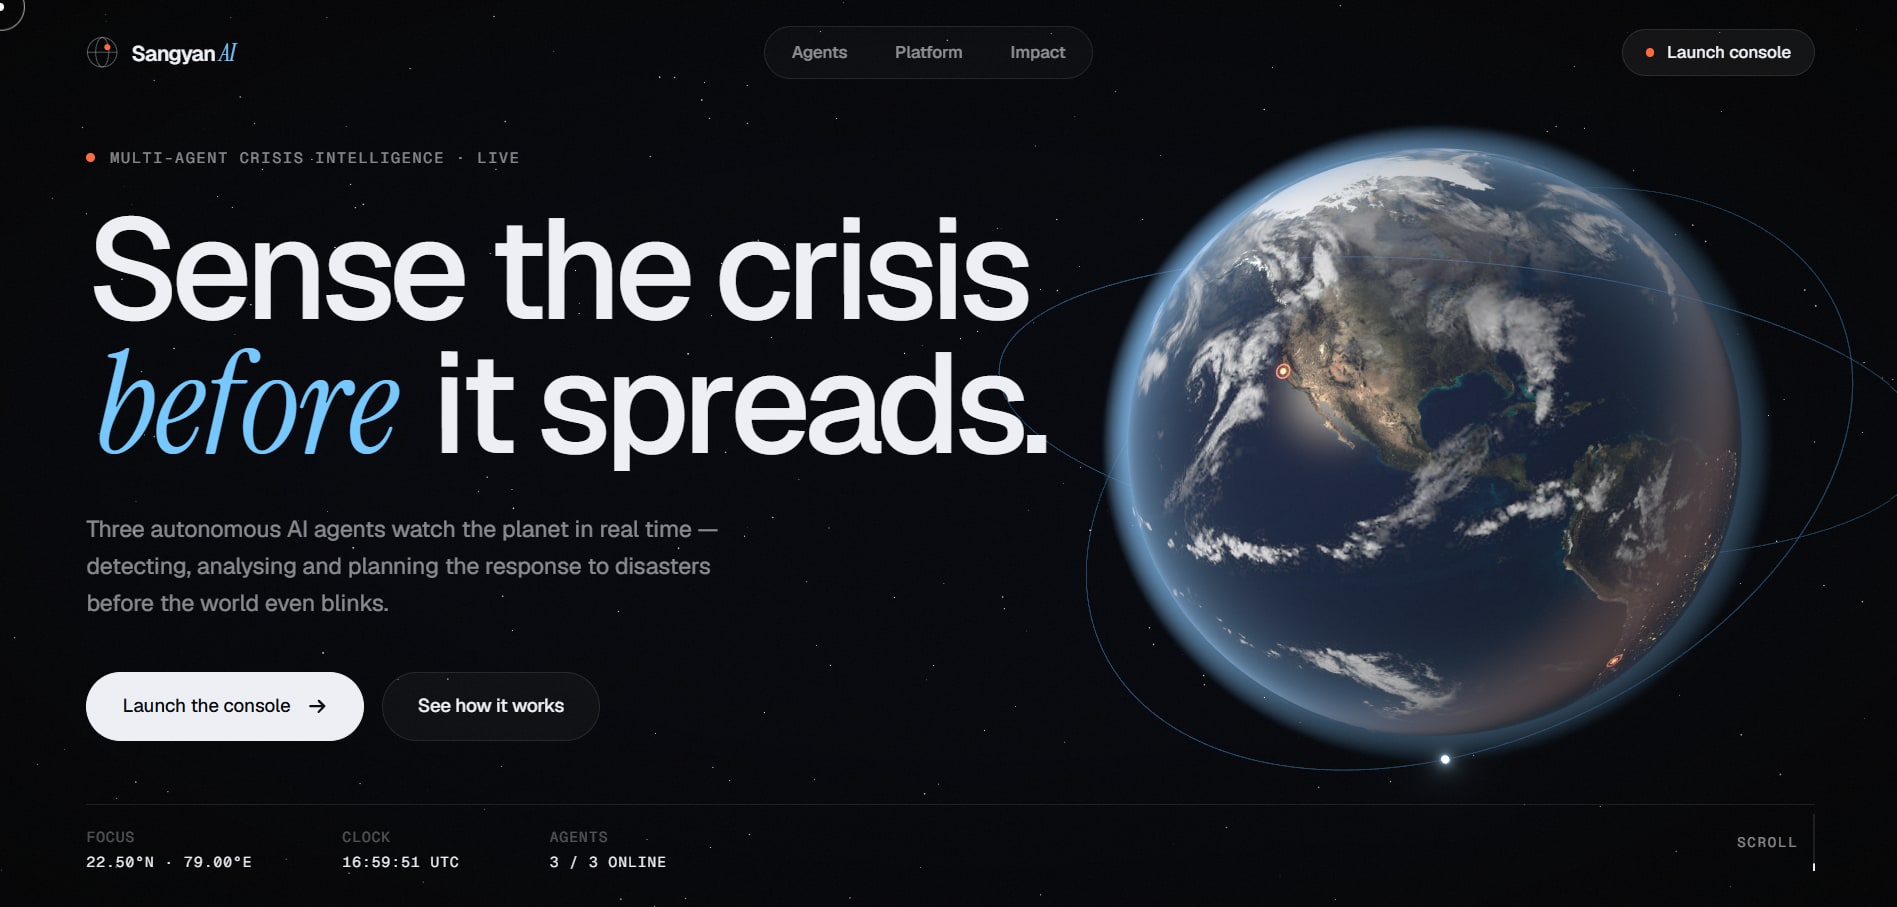 Sangyan AI
Agents
Platform
Impact
Launch console
MULTI-AGENT CRISIS INTELLIGENCE · LIVE
Sense the crisis
before it spreads.
Three autonomous AI agents watch the planet in real time —
detecting, analysing and planning the response to disasters
before the world even blinks.
Launch the console →
See how it works
FOCUS
22.50°N · 79.00°E
CLOCK
16:59:51 UTC
AGENTS
3 / 3 ONLINE
SCROLL